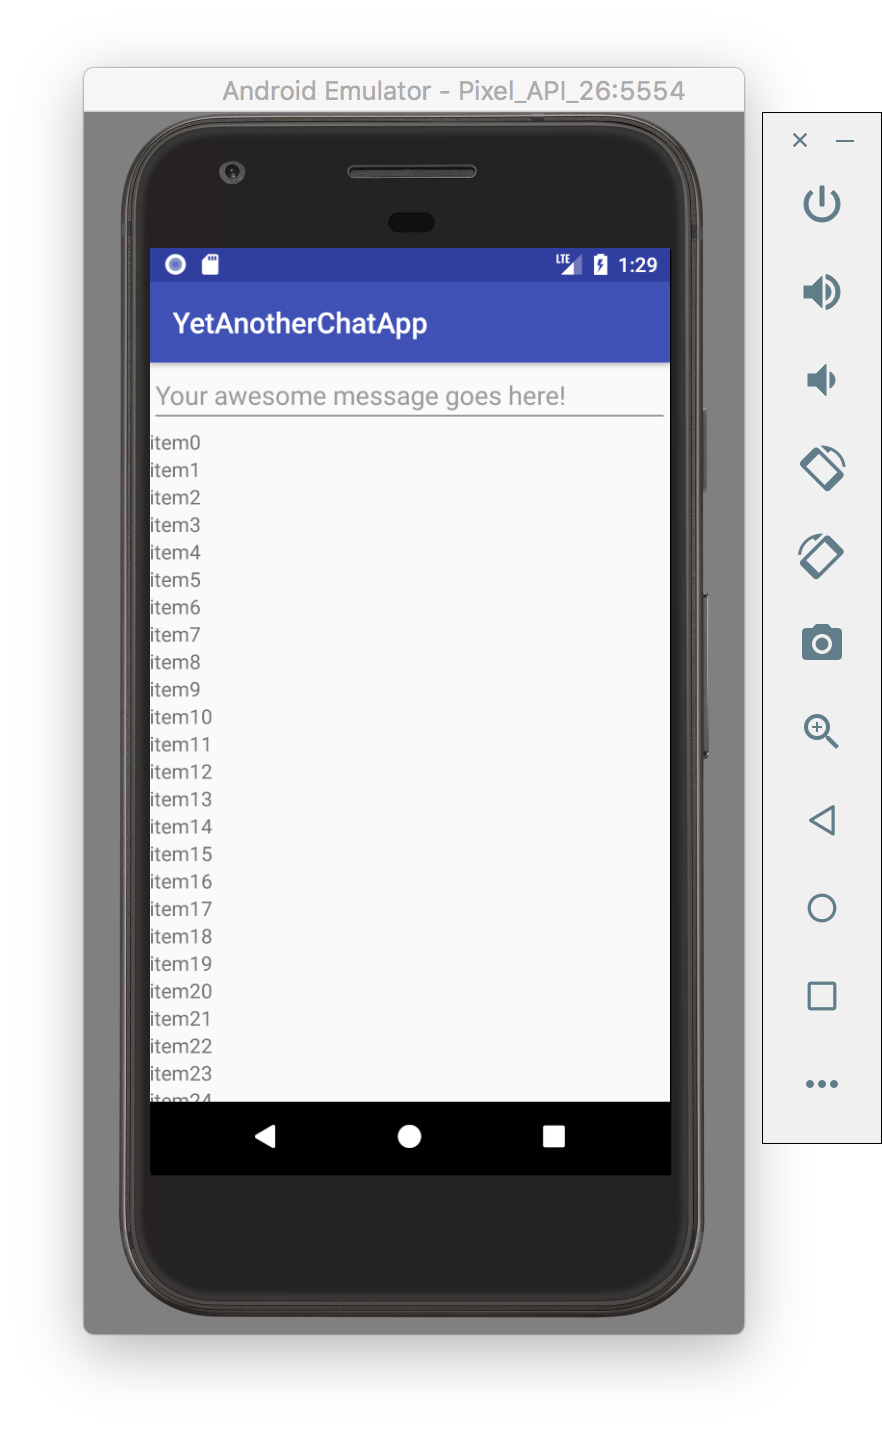 Android Emulator - Pixel_API_26:5554
LTE 1:29
YetAnotherChatApp
Your awesome message goes here!
item0
item1
item2
item3
item4
item5
item6
item7
item8
item9
item10
item11
item12
item13
item14
item15
item16
item17
item18
item19
item20
item21
item22
item23
item24